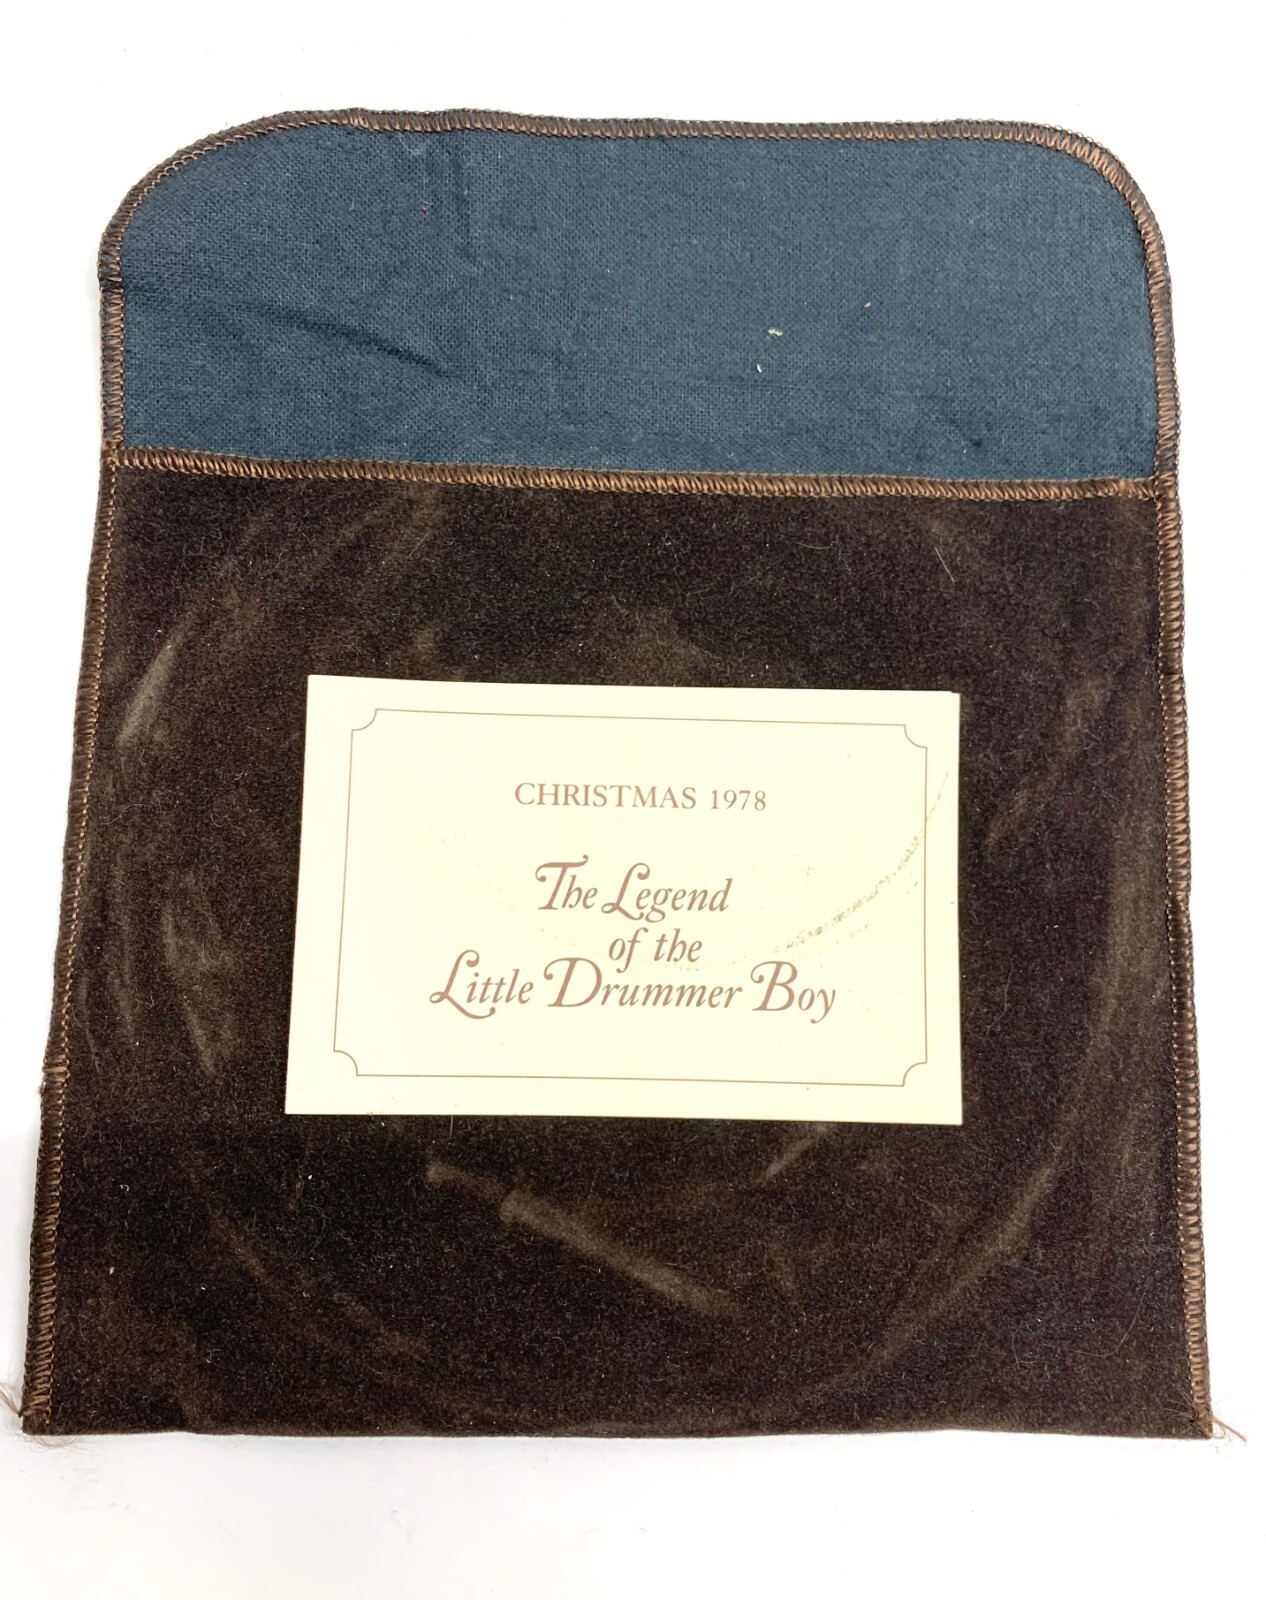 CHRISTMAS 1978
The Legend
of the
Little Drummer Boy